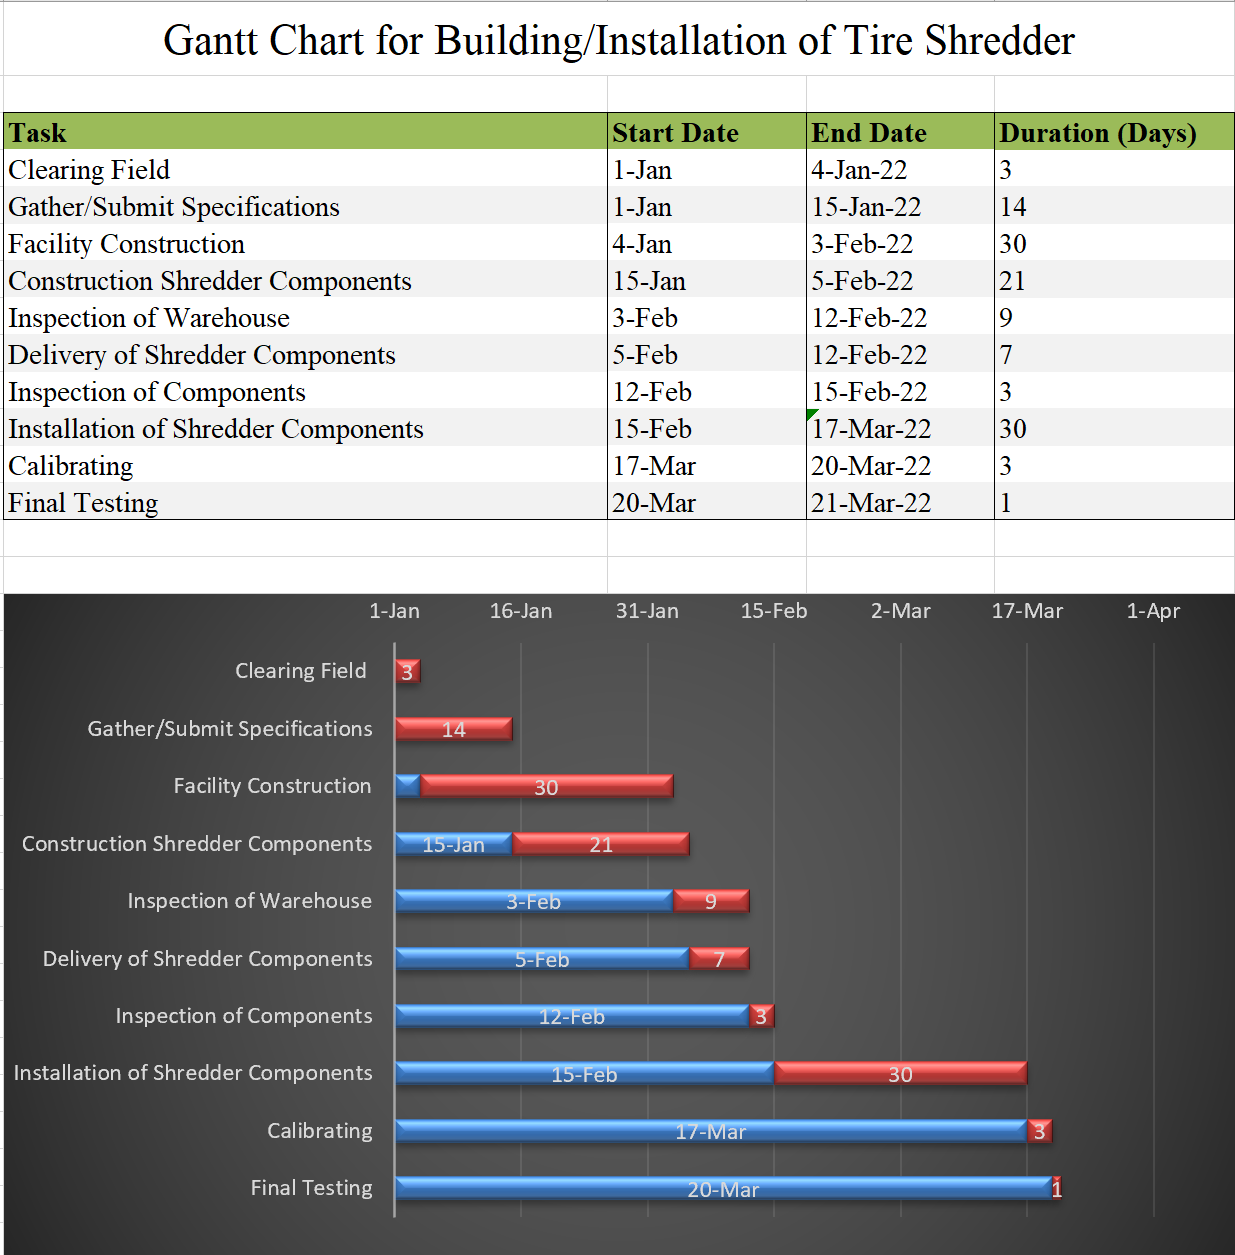 Gantt Chart for Building/Installation of Tire Shredder
Task Start Date End Date Duration (Days)
Clearing Field 1-Jan 4-Jan-22 3
Gather/Submit Specifications 1-Jan 15-Jan-22 14
Facility Construction 4-Jan 3-Feb-22 30
Construction Shredder Components 15-Jan 5-Feb-22 21
Inspection of Warehouse 3-Feb 12-Feb-22 9
Delivery of Shredder Components 5-Feb 12-Feb-22 7
Inspection of Components 12-Feb 15-Feb-22 3
Installation of Shredder Components 15-Feb 17-Mar-22 30
Calibrating 17-Mar 20-Mar-22 3
Final Testing 20-Mar 21-Mar-22 1
1-Jan 16-Jan 31-Jan 15-Feb 2-Mar 17-Mar 1-Apr
Clearing Field 3
Gather/Submit Specifications 14
Facility Construction 30
Construction Shredder Components 15-Jan 21
Inspection of Warehouse 3-Feb 9
Delivery of Shredder Components 5-Feb 7
Inspection of Components 12-Feb 3
Installation of Shredder Components 15-Feb 30
Calibrating 17-Mar 3
Final Testing 20-Mar 1